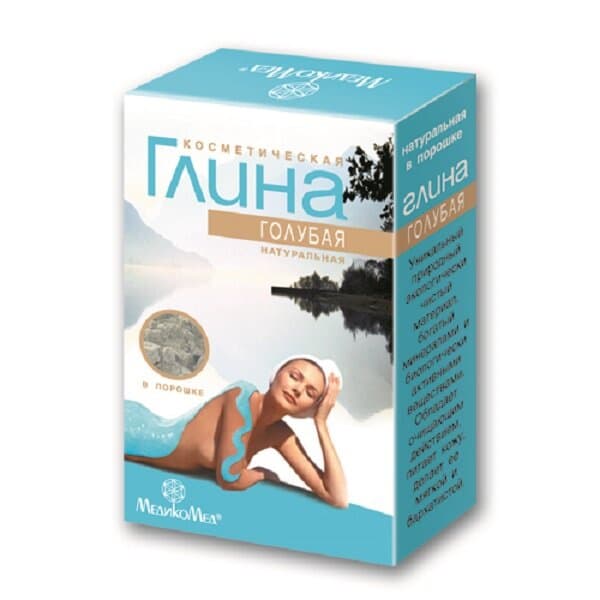 МедикоМед®
КОСМЕТИЧЕСКАЯ
Глина
ГОЛУБАЯ
НАТУРАЛЬНАЯ
В ПОРОШКЕ
МедикоМед®
натуральная
в порошке
глина
ГОЛУБАЯ
Уникальный
природный
экологически
чистый
материал,
богатый
минералами и
биологически
активными
веществами.
Обладает
очищающим
действием,
питает кожу,
делает ее
мягкой и
бархатистой.